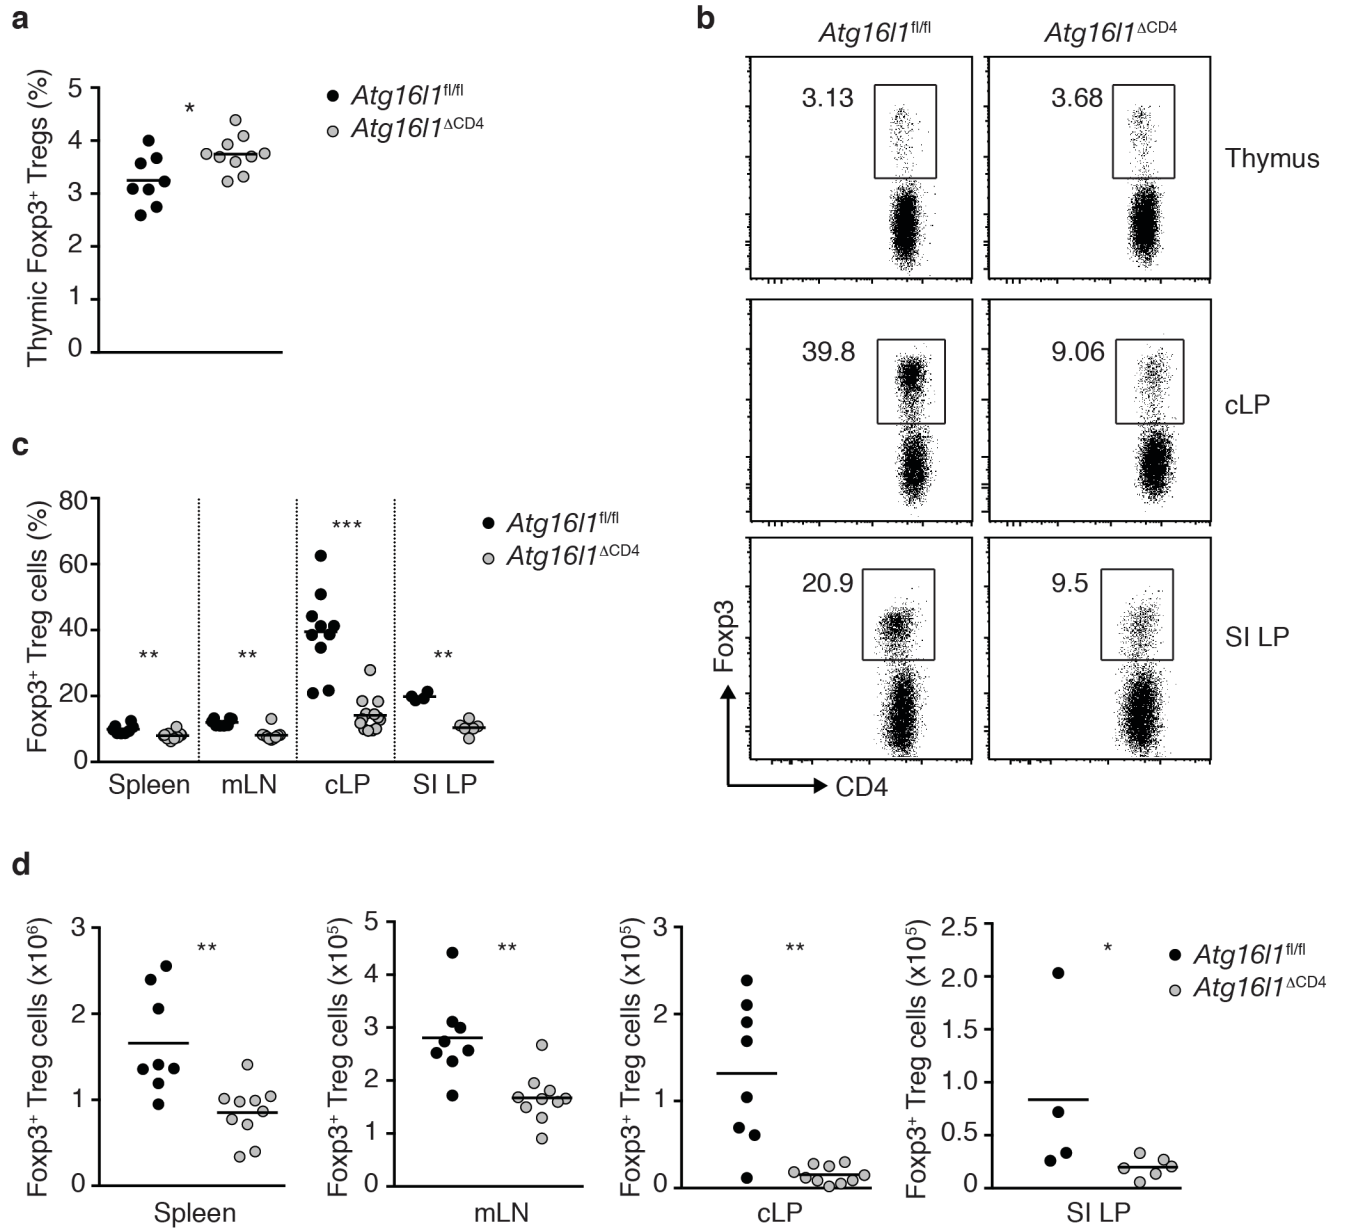 a
Thymic Foxp3⁺ Tregs (%)
5
4
3
2
1
0
*
Atg16l1fl/fl
Atg16l1ΔCD4
b
Atg16l1fl/fl
Atg16l1ΔCD4
3.13
3.68
Thymus
39.8
9.06
cLP
20.9
9.5
SI LP
Foxp3
CD4
c
Foxp3⁺ Treg cells (%)
80
60
40
20
0
**
**
***
**
Spleen
mLN
cLP
SI LP
Atg16l1fl/fl
Atg16l1ΔCD4
d
Foxp3⁺ Treg cells (x10⁶)
3
2
1
0
**
Spleen
Foxp3⁺ Treg cells (x10⁵)
5
4
3
2
1
0
**
mLN
Foxp3⁺ Treg cells (x10⁵)
3
2
1
0
**
cLP
Foxp3⁺ Treg cells (x10⁵)
2.5
2.0
1.5
1.0
0.5
0
*
SI LP
Atg16l1fl/fl
Atg16l1ΔCD4